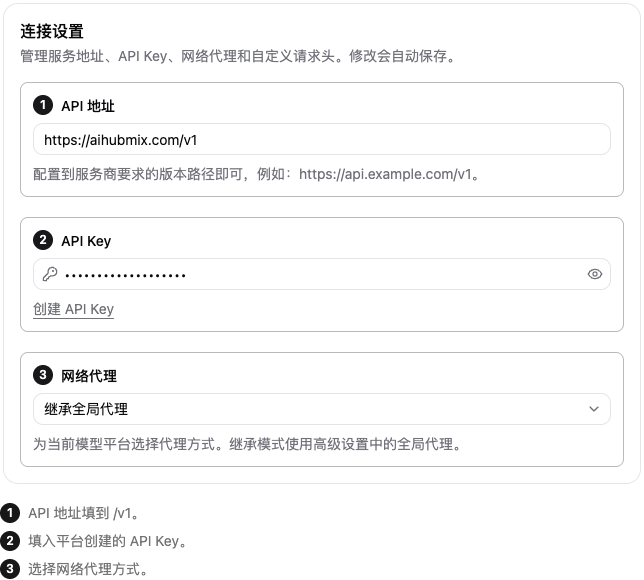 连接设置
管理服务地址、API Key、网络代理和自定义请求头。修改会自动保存。
1 API 地址
https://aihubmix.com/v1
配置到服务商要求的版本路径即可，例如：https://api.example.com/v1。
2 API Key
•••••••••••••••••••
创建 API Key
3 网络代理
继承全局代理
为当前模型平台选择代理方式。继承模式使用高级设置中的全局代理。
1 API 地址填到 /v1。
2 填入平台创建的 API Key。
3 选择网络代理方式。